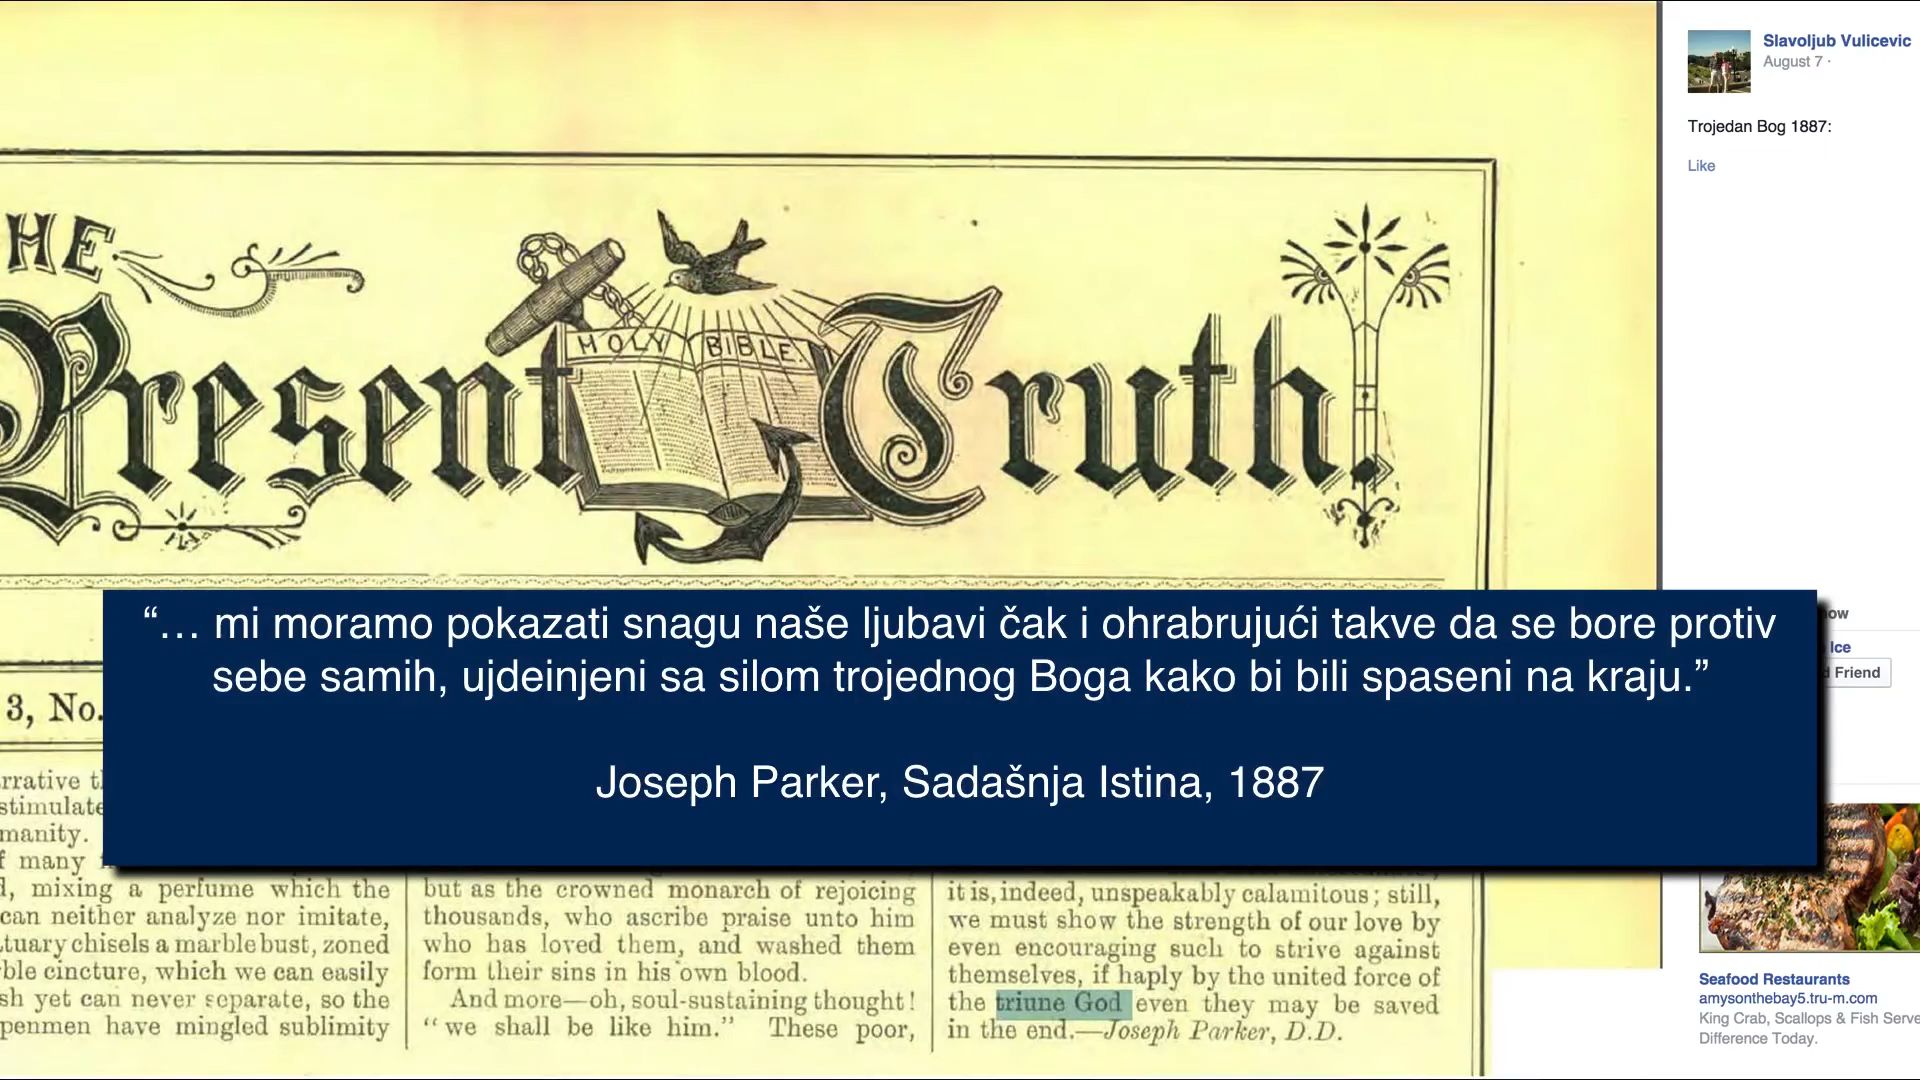 HE
Present Truth.
HOLY BIBLE.
“… mi moramo pokazati snagu naše ljubavi čak i ohrabrujući takve da se bore protiv
sebe samih, ujdeinjeni sa silom trojednog Boga kako bi bili spaseni na kraju.”
Joseph Parker, Sadašnja Istina, 1887
3, No.
rrative
stimulate
manity.
f many
d, mixing a perfume which the
can neither analyze nor imitate,
tuary chisels a marble bust, zoned
ble cincture, which we can easily
sh yet can never separate, so the
penmen have mingled sublimity
but as the crowned monarch of rejoicing
thousands, who ascribe praise unto him
who has loved them, and washed them
form their sins in his own blood.
And more—oh, soul-sustaining thought!
“we shall be like him.” These poor,
it is, indeed, unspeakably calamitous; still,
we must show the strength of our love by
even encouraging such to strive against
themselves, if haply by the united force of
the triune God even they may be saved
in the end.—Joseph Parker, D.D.
Slavoljub Vulicevic
August 7 ·
Trojedan Bog 1887:
Like
ow
Ice
d Friend
Seafood Restaurants
amysonthebay5.tru-m.com
King Crab, Scallops & Fish Serve
Difference Today.